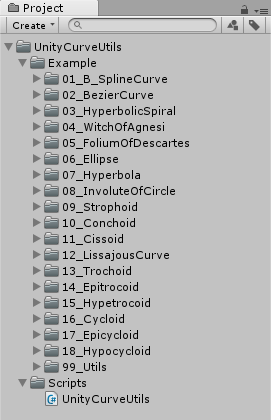 Project
Create
UnityCurveUtils
Example
01_B_SplineCurve
02_BezierCurve
03_HyperbolicSpiral
04_WitchOfAgnesi
05_FoliumOfDescartes
06_Ellipse
07_Hyperbola
08_InvoluteOfCircle
09_Strophoid
10_Conchoid
11_Cissoid
12_LissajousCurve
13_Trochoid
14_Epitrocoid
15_Hypetrocoid
16_Cycloid
17_Epicycloid
18_Hypocycloid
99_Utils
Scripts
UnityCurveUtils